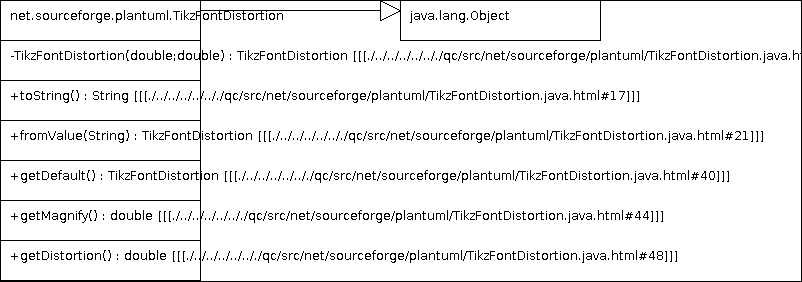 net.sourceforge.plantuml.TikzFontDistortion
java.lang.Object
-TikzFontDistortion(double;double) : TikzFontDistortion [[[./../../../../././qc/src/net/sourceforge/plantuml/TikzFontDistortion.java.h
+toString() : String [[[./../../../../././qc/src/net/sourceforge/plantuml/TikzFontDistortion.java.html#17]]]
+fromValue(String) : TikzFontDistortion [[[./../../../../././qc/src/net/sourceforge/plantuml/TikzFontDistortion.java.html#21]]]
+getDefault() : TikzFontDistortion [[[./../../../../././qc/src/net/sourceforge/plantuml/TikzFontDistortion.java.html#40]]]
+getMagnify() : double [[[./../../../../././qc/src/net/sourceforge/plantuml/TikzFontDistortion.java.html#44]]]
+getDistortion() : double [[[./../../../../././qc/src/net/sourceforge/plantuml/TikzFontDistortion.java.html#48]]]